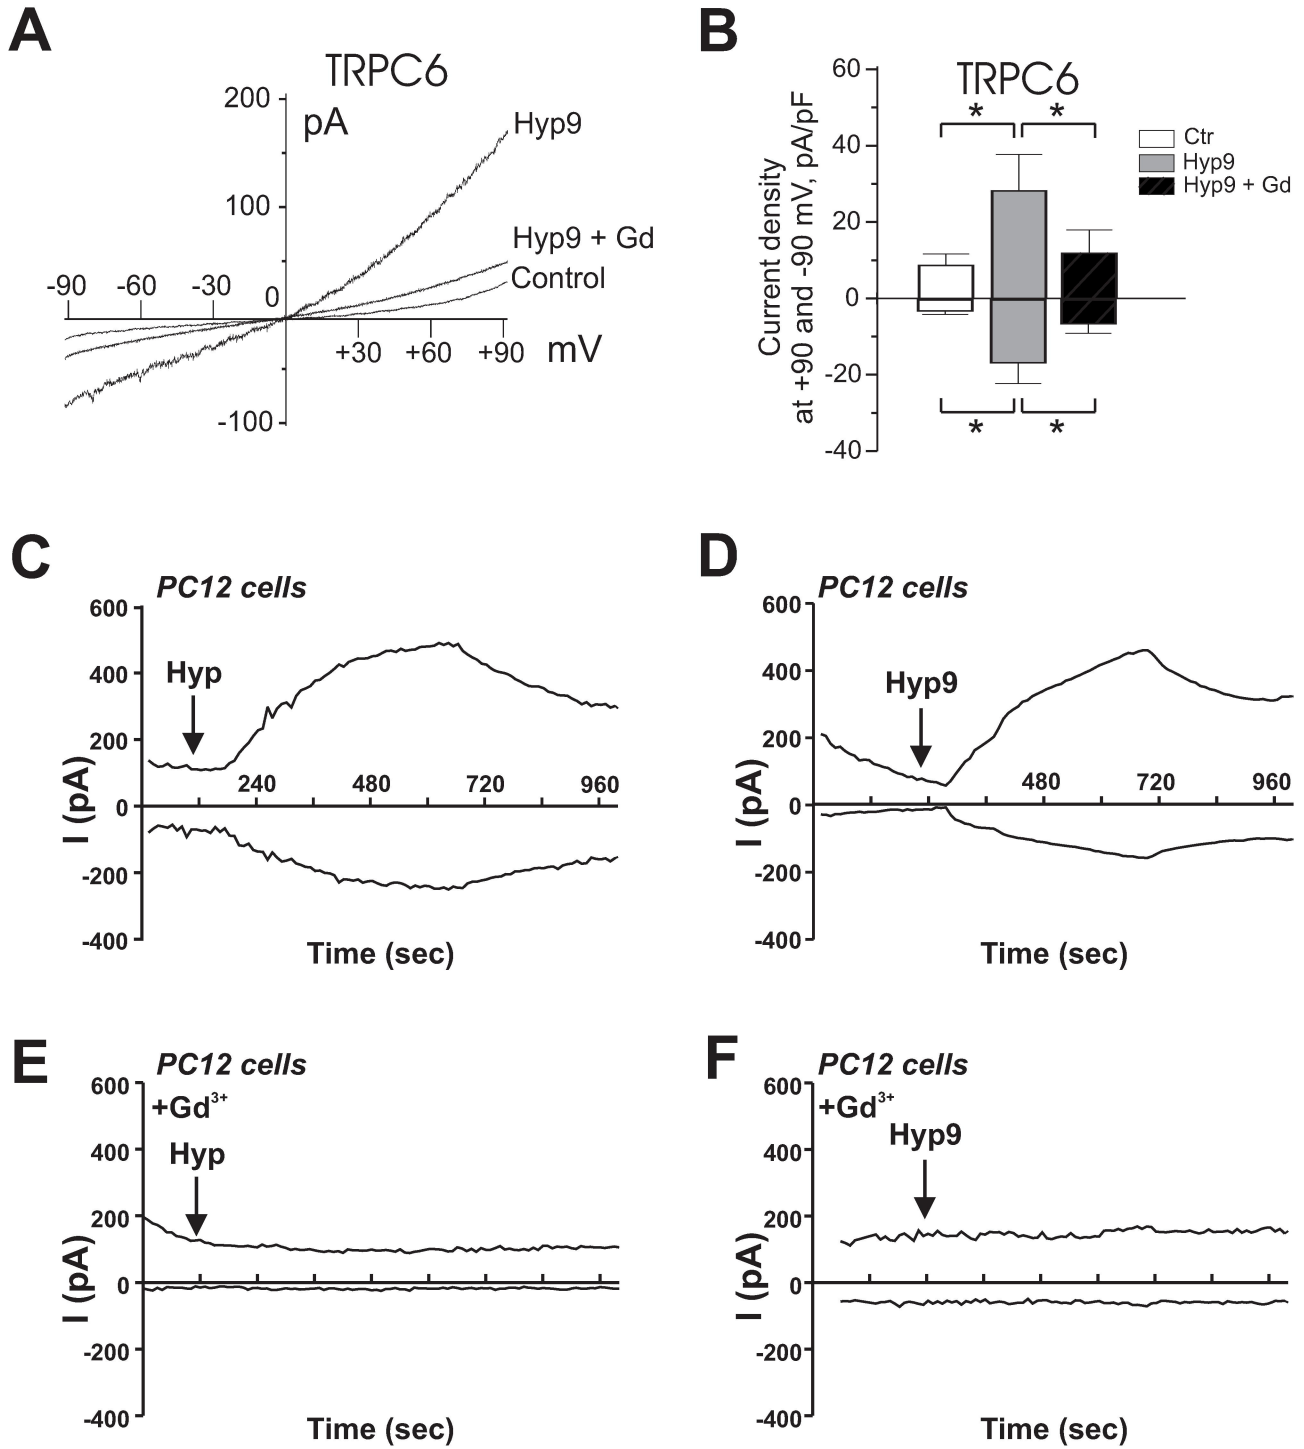 A
TRPC6
200
pA
Hyp9
100
Hyp9 + Gd
Control
-90 -60 -30 0
+30 +60 +90 mV
-100
B
TRPC6
60
40
20
0
-20
-40
Current density
at +90 and -90 mV, pA/pF
* *
* *
Ctr
Hyp9
Hyp9 + Gd
C
PC12 cells
600
400
200
0
-200
-400
I (pA)
Hyp
240 480 720 960
Time (sec)
D
PC12 cells
600
400
200
0
-200
-400
I (pA)
Hyp9
480 720 960
Time (sec)
E
PC12 cells
+Gd³⁺
Hyp
600
400
200
0
-200
-400
I (pA)
Time (sec)
F
PC12 cells
+Gd³⁺
Hyp9
600
400
200
0
-200
-400
I (pA)
Time (sec)